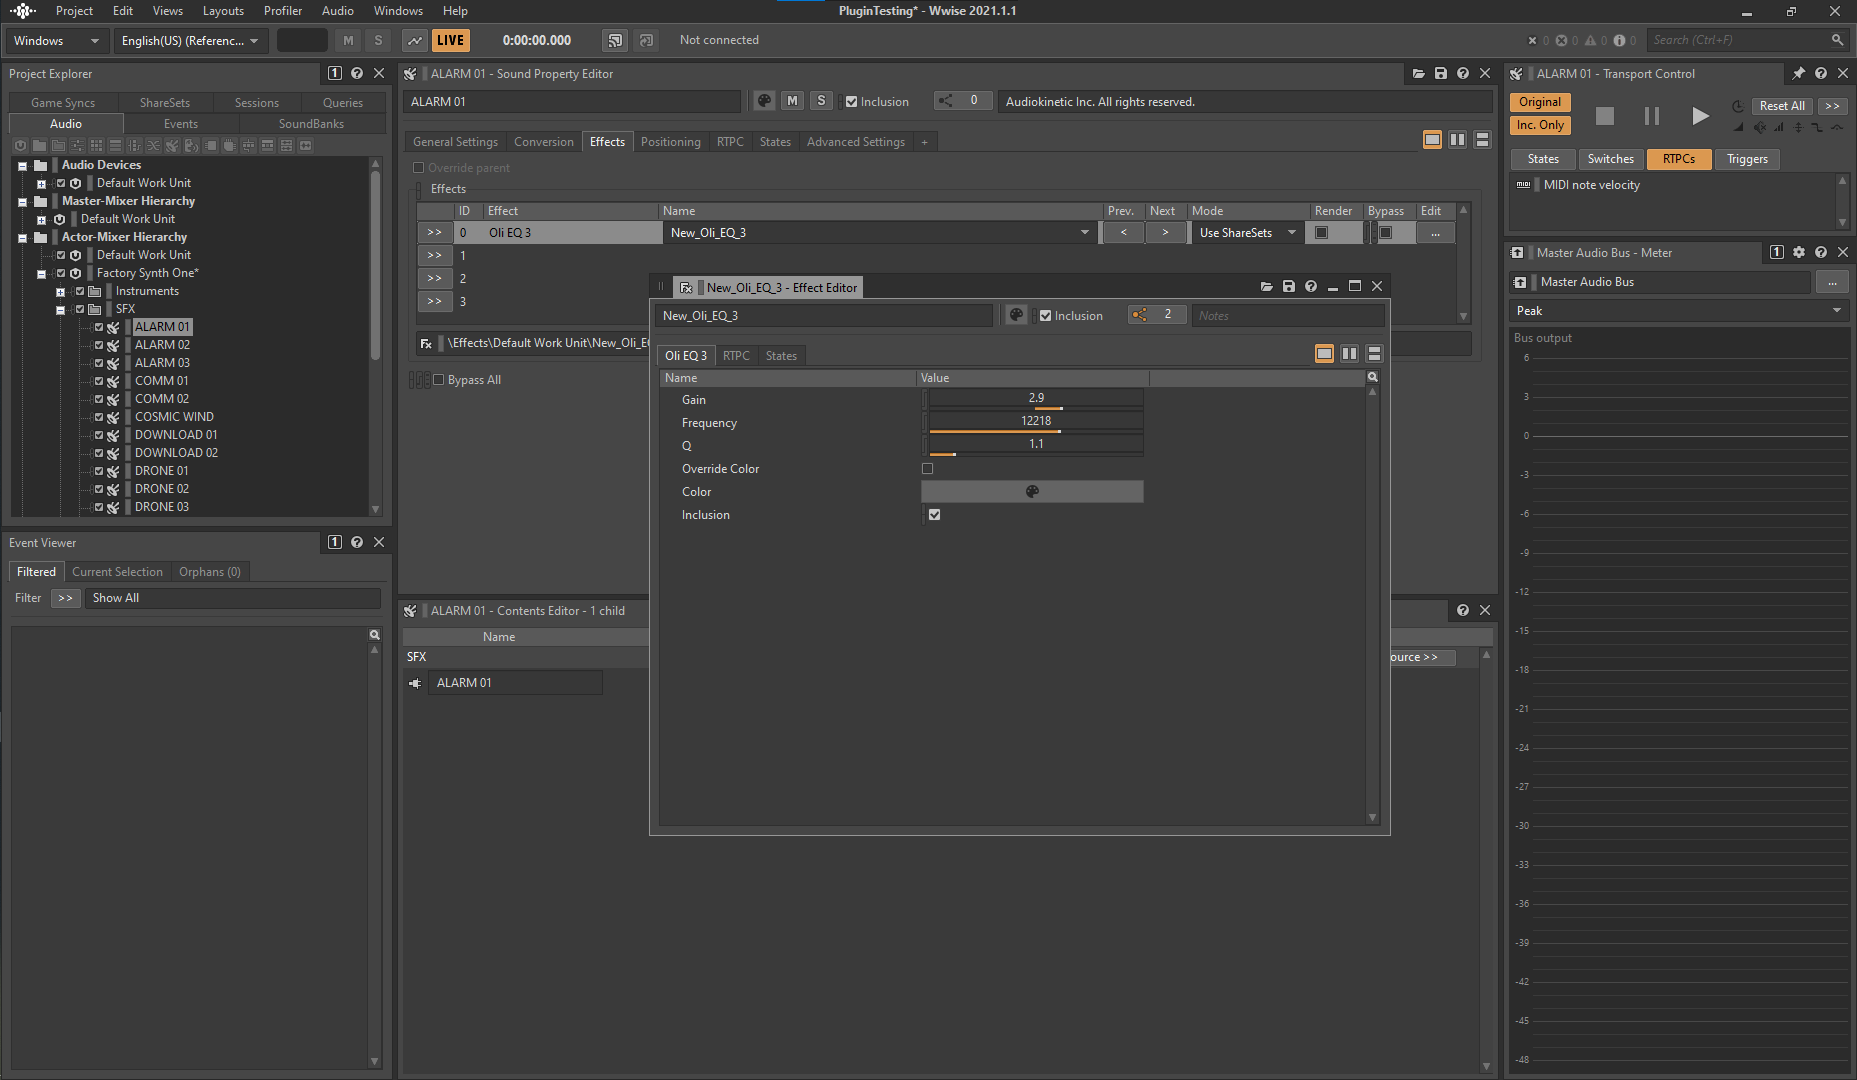 Project Edit Views Layouts Profiler Audio Windows Help
PluginTesting* - Wwise 2021.1.1
Windows English(US) (Referenc... M S LIVE 0:00:00.000 Not connected 0 0 0 0 Search (Ctrl+F)
Project Explorer 1
Game Syncs ShareSets Sessions Queries
Audio Events SoundBanks
Audio Devices
Default Work Unit
Master-Mixer Hierarchy
Default Work Unit
Actor-Mixer Hierarchy
Default Work Unit
Factory Synth One*
Instruments
SFX
ALARM 01
ALARM 02
ALARM 03
COMM 01
COMM 02
COSMIC WIND
DOWNLOAD 01
DOWNLOAD 02
DRONE 01
DRONE 02
DRONE 03
Event Viewer 1
Filtered Current Selection Orphans (0)
Filter >> Show All
ALARM 01 - Sound Property Editor
ALARM 01 M S Inclusion 0 Audiokinetic Inc. All rights reserved.
General Settings Conversion Effects Positioning RTPC States Advanced Settings +
Override parent
Effects
ID Effect Name Prev. Next Mode Render Bypass Edit
>> 0 Oli EQ 3 New_Oli_EQ_3 < > Use ShareSets ...
>> 1
>> 2
>> 3
Fx \Effects\Default Work Unit\New_Oli_E
Bypass All
Fx New_Oli_EQ_3 - Effect Editor
New_Oli_EQ_3 Inclusion 2 Notes
Oli EQ 3 RTPC States
Name Value
Gain 2.9
Frequency 12218
Q 1.1
Override Color
Color
Inclusion
ALARM 01 - Contents Editor - 1 child
Name
SFX ource >>
ALARM 01
ALARM 01 - Transport Control
Original Reset All >>
Inc. Only
States Switches RTPCs Triggers
MIDI MIDI note velocity
Master Audio Bus - Meter 1
Master Audio Bus ...
Peak
Bus output
6
3
0
-3
-6
-9
-12
-15
-18
-21
-24
-27
-30
-33
-36
-39
-42
-45
-48